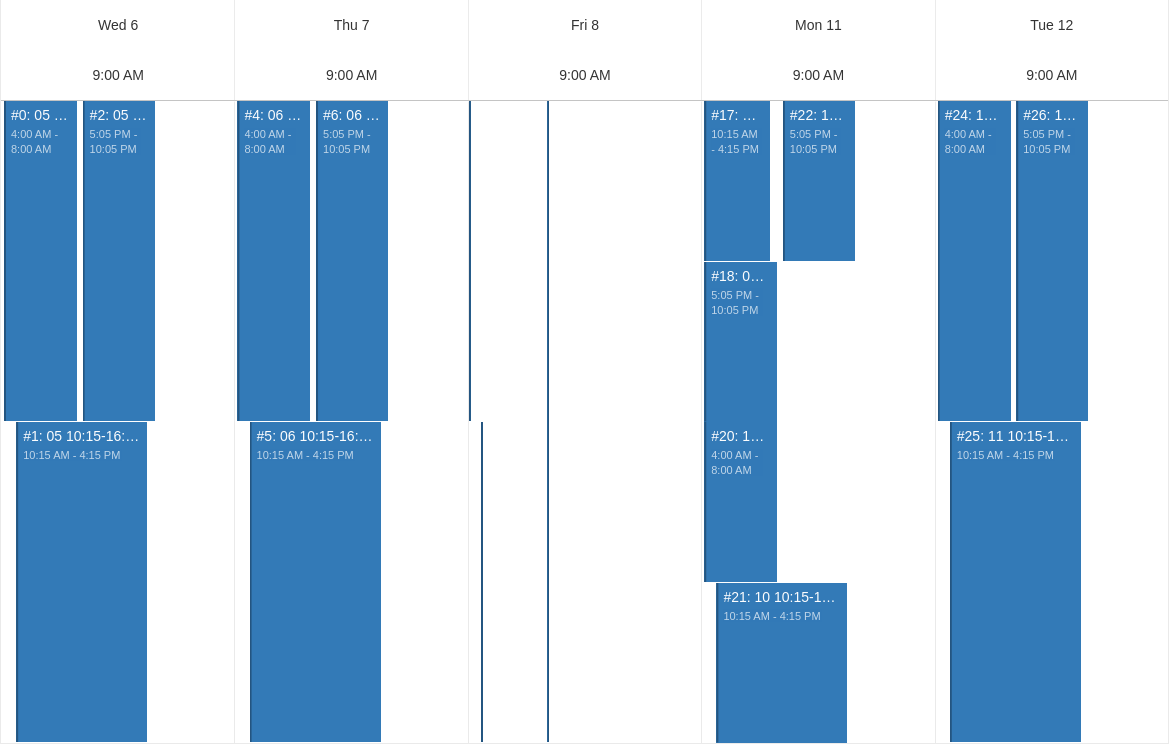 Wed 6
Thu 7
Fri 8
Mon 11
Tue 12
9:00 AM
9:00 AM
9:00 AM
9:00 AM
9:00 AM
#0: 05 …
4:00 AM -
8:00 AM
#2: 05 …
5:05 PM -
10:05 PM
#1: 05 10:15-16:…
10:15 AM - 4:15 PM
#4: 06 …
4:00 AM -
8:00 AM
#6: 06 …
5:05 PM -
10:05 PM
#5: 06 10:15-16:…
10:15 AM - 4:15 PM
#17: …
10:15 AM
- 4:15 PM
#22: 1…
5:05 PM -
10:05 PM
#18: 0…
5:05 PM -
10:05 PM
#20: 1…
4:00 AM -
8:00 AM
#21: 10 10:15-1…
10:15 AM - 4:15 PM
#24: 1…
4:00 AM -
8:00 AM
#26: 1…
5:05 PM -
10:05 PM
#25: 11 10:15-1…
10:15 AM - 4:15 PM